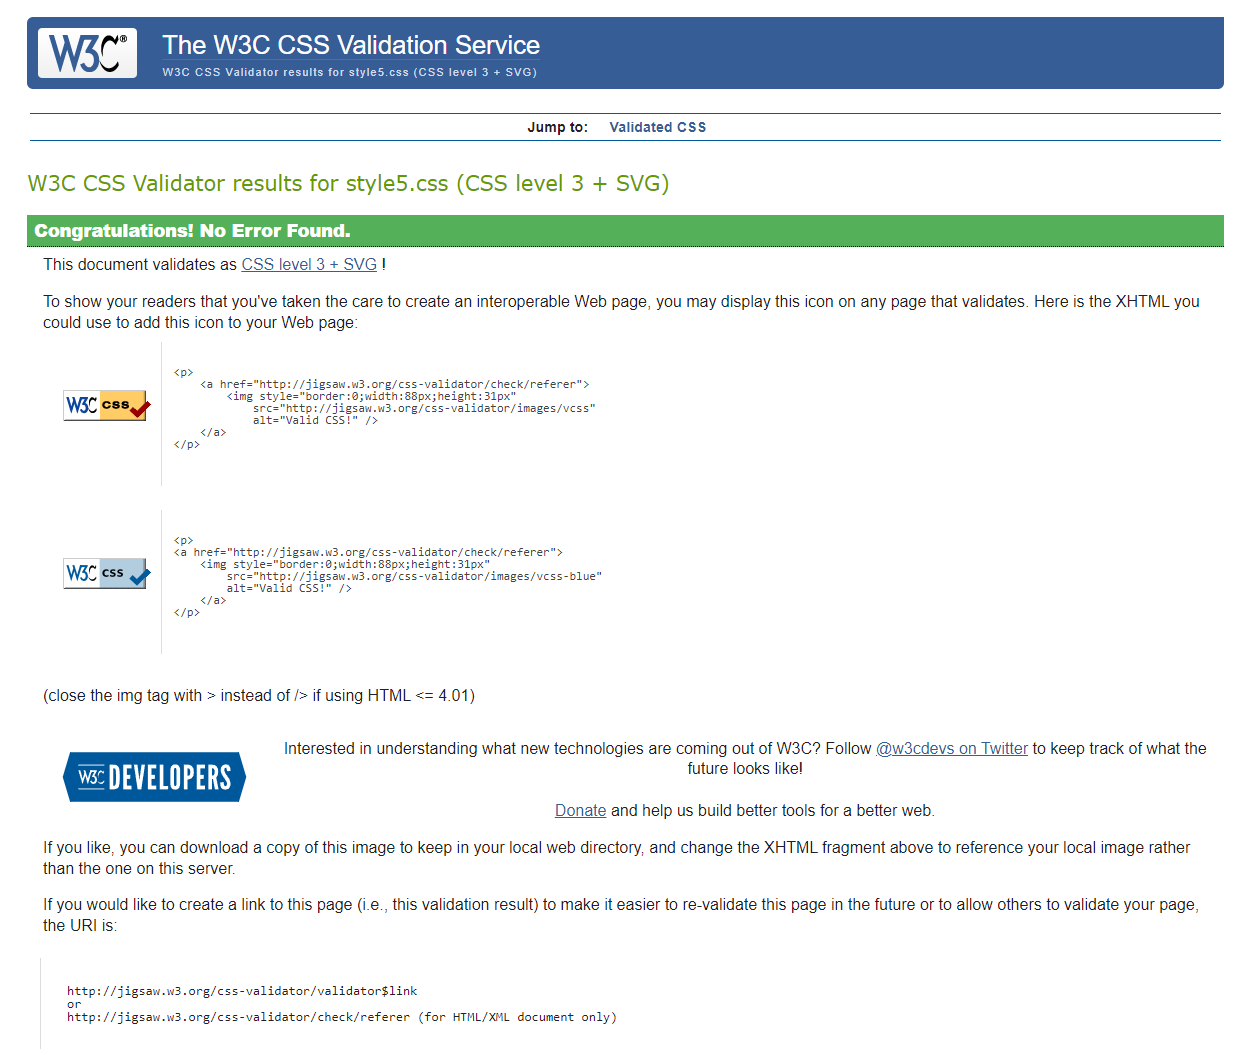 W3C®
The W3C CSS Validation Service
W3C CSS Validator results for style5.css (CSS level 3 + SVG)
Jump to: Validated CSS
W3C CSS Validator results for style5.css (CSS level 3 + SVG)
Congratulations! No Error Found.
This document validates as CSS level 3 + SVG !
To show your readers that you've taken the care to create an interoperable Web page, you may display this icon on any page that validates. Here is the XHTML you
could use to add this icon to your Web page:
W3C css
<p>
<a href="http://jigsaw.w3.org/css-validator/check/referer">
<img style="border:0;width:88px;height:31px"
src="http://jigsaw.w3.org/css-validator/images/vcss"
alt="Valid CSS!" />
</a>
</p>
W3C css
<p>
<a href="http://jigsaw.w3.org/css-validator/check/referer">
<img style="border:0;width:88px;height:31px"
src="http://jigsaw.w3.org/css-validator/images/vcss-blue"
alt="Valid CSS!" />
</a>
</p>
(close the img tag with > instead of /> if using HTML <= 4.01)
W3C DEVELOPERS
Interested in understanding what new technologies are coming out of W3C? Follow @w3cdevs on Twitter to keep track of what the
future looks like!
Donate and help us build better tools for a better web.
If you like, you can download a copy of this image to keep in your local web directory, and change the XHTML fragment above to reference your local image rather
than the one on this server.
If you would like to create a link to this page (i.e., this validation result) to make it easier to re-validate this page in the future or to allow others to validate your page,
the URI is:
http://jigsaw.w3.org/css-validator/validator$link
or
http://jigsaw.w3.org/css-validator/check/referer (for HTML/XML document only)